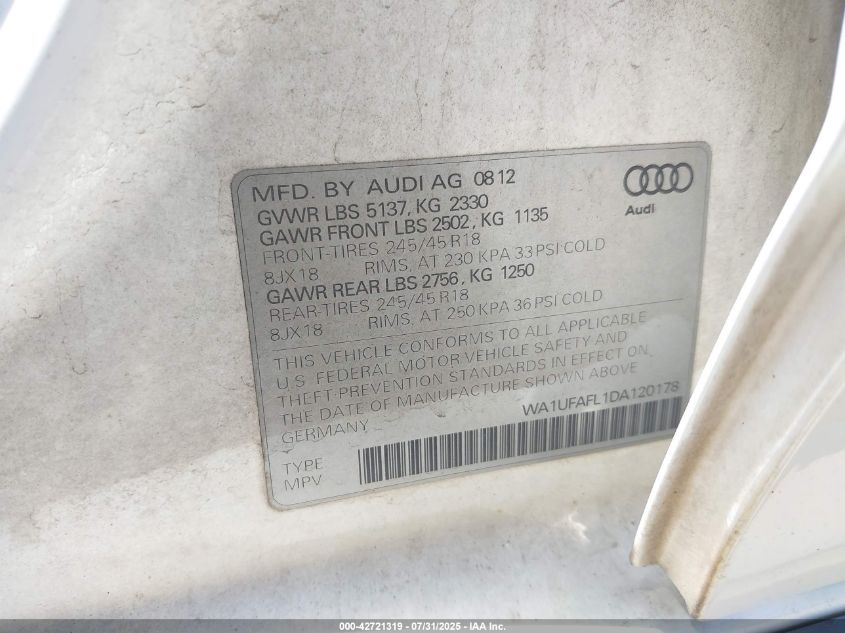 MFD. BY AUDI AG 08 12
GVWR LBS 5137, KG 2330
GAWR FRONT LBS 2502, KG 1135
FRONT-TIRES 245/45 R18
8JX18 RIMS, AT 230 KPA 33 PSI COLD
GAWR REAR LBS 2756, KG 1250
REAR-TIRES 245/45 R18
8JX18 RIMS, AT 250 KPA 36 PSI COLD
THIS VEHICLE CONFORMS TO ALL APPLICABLE
U.S. FEDERAL MOTOR VEHICLE SAFETY AND
THEFT PREVENTION STANDARDS IN EFFECT ON
THE DATE OF MANUFACTURE SHOWN ABOVE
GERMANY WA1UFAFL1DA120178
TYPE
MPV
Audi
000-42721319 - 07/31/2025 - IAA Inc.